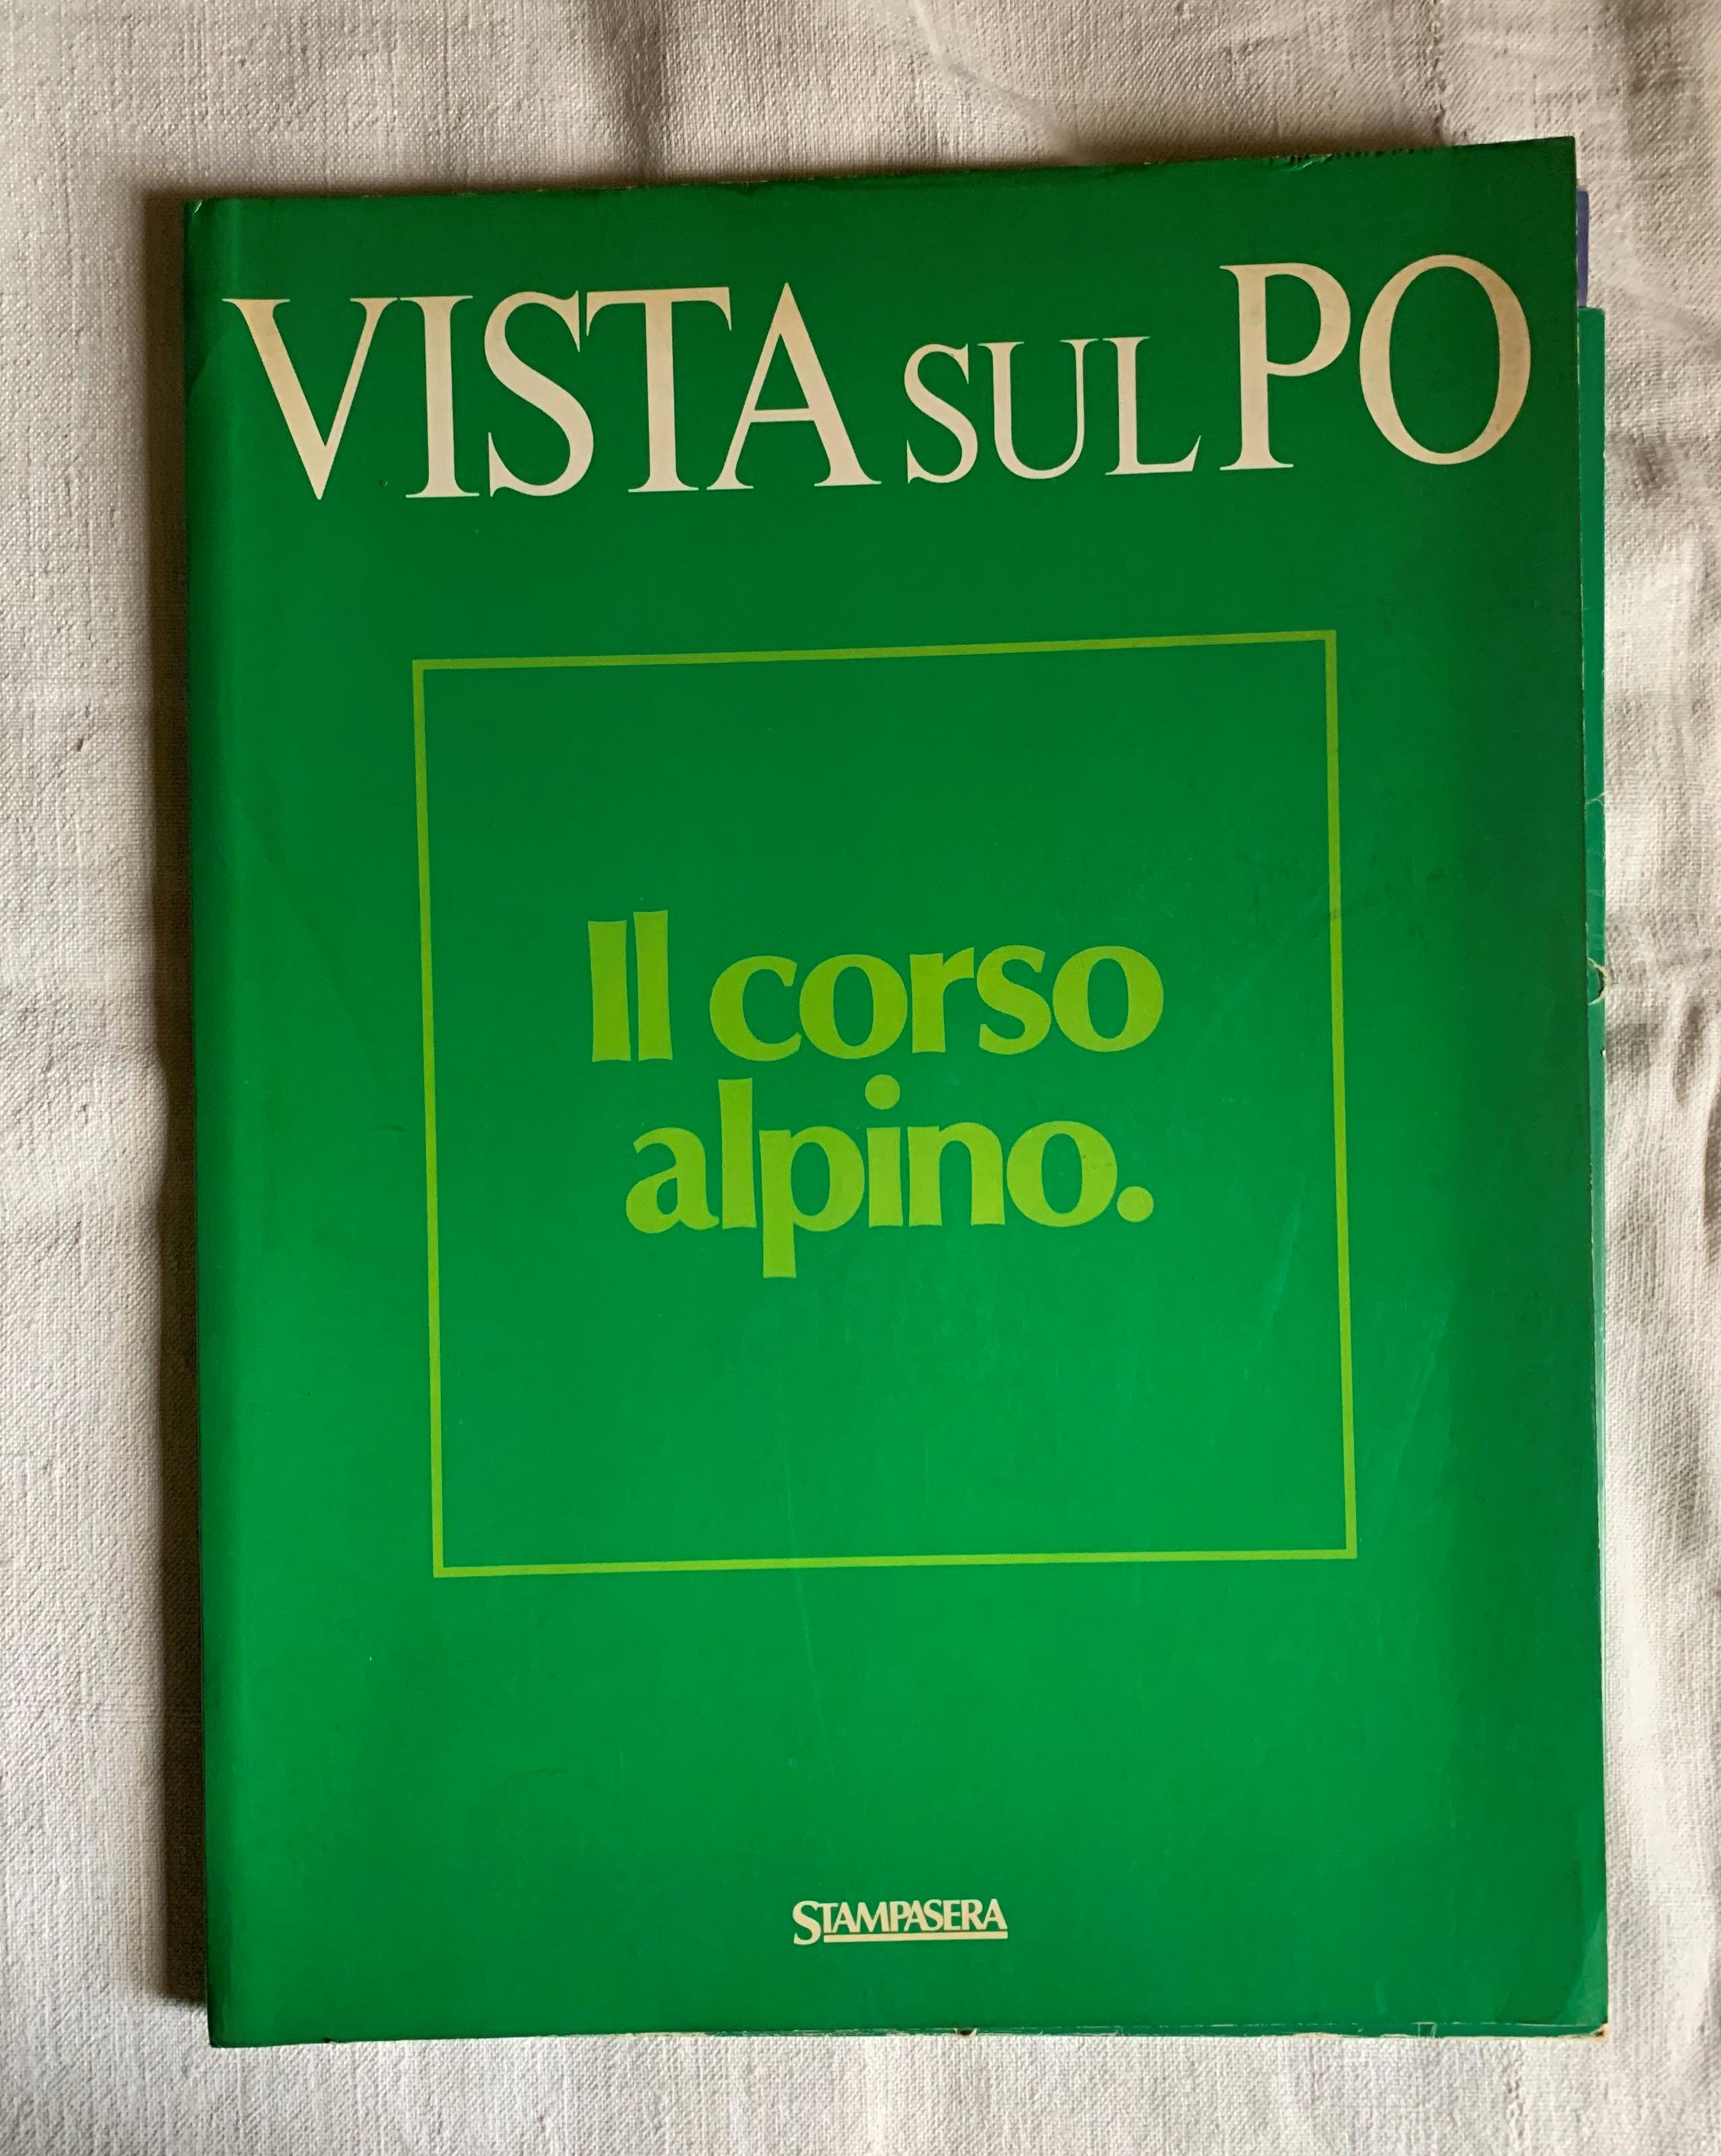 VISTA SUL PO
Il corso
alpino.
STAMPASERA